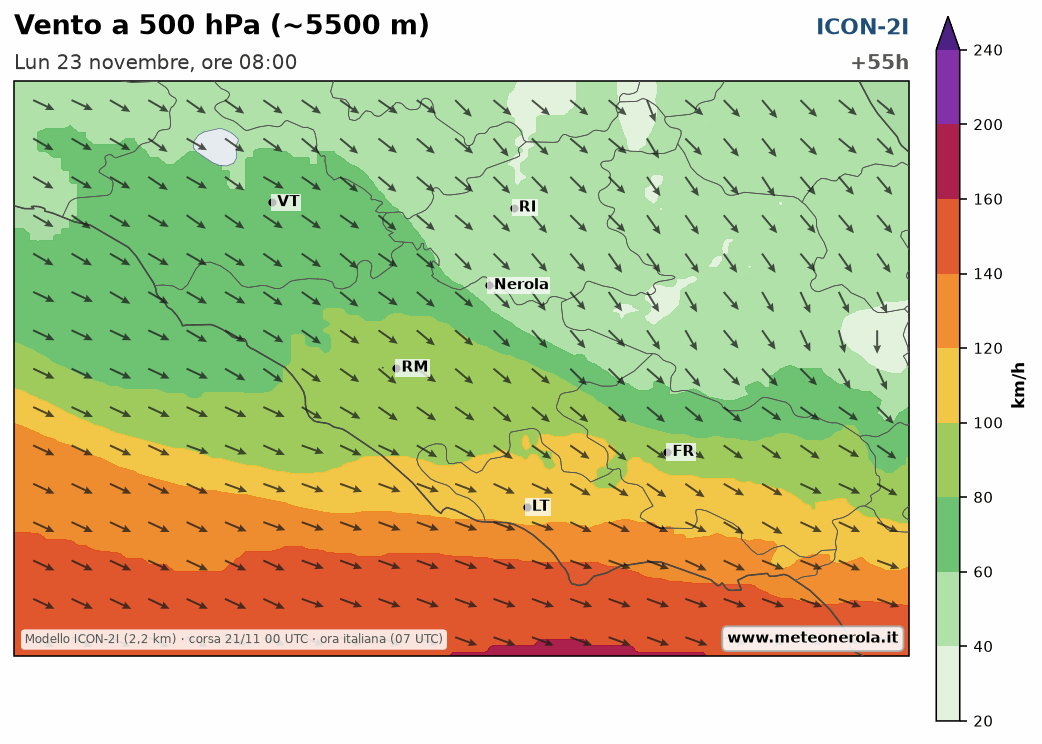 Vento a 500 hPa (~5500 m)
ICON-2I
Lun 23 novembre, ore 08:00
+55h
VT
RI
Nerola
RM
FR
LT
Modello ICON-2I (2,2 km) · corsa 21/11 00 UTC · ora italiana (07 UTC)
www.meteonerola.it
240
200
160
140
120
100
80
60
40
20
km/h